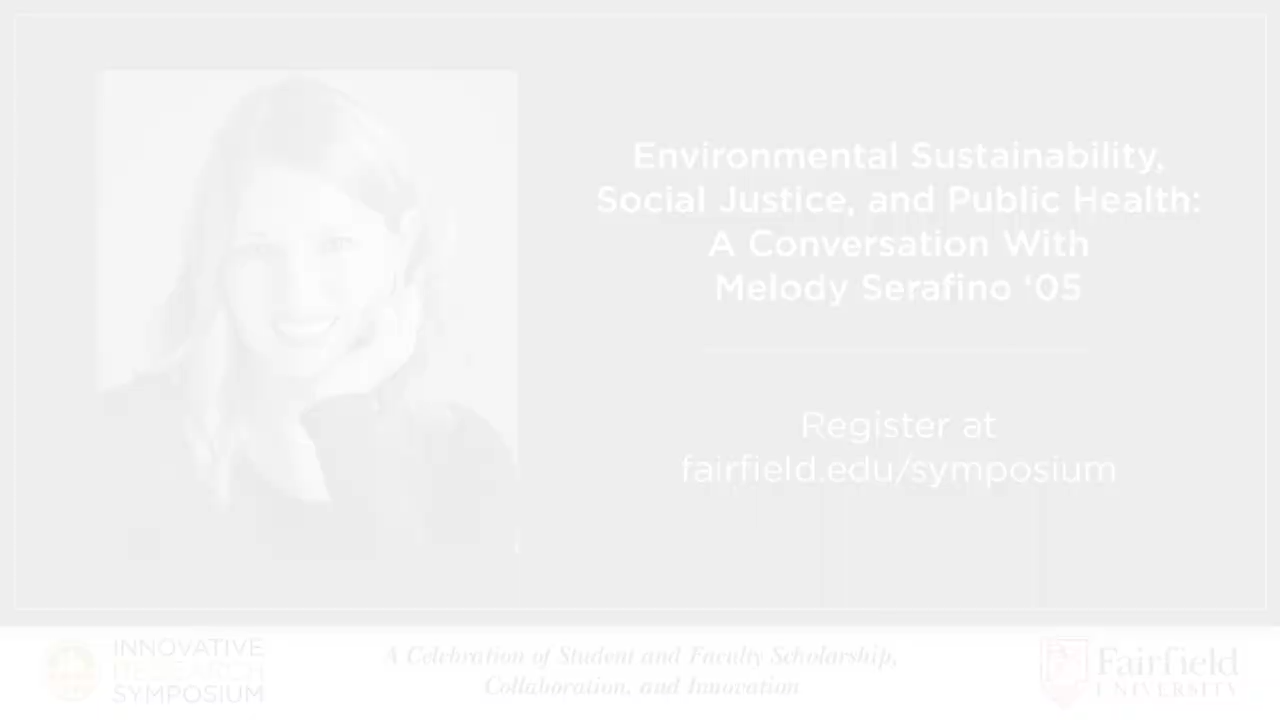 Environmental Sustainability,
Social Justice, and Public Health:
A Conversation With
Melody Serafino '05
Register at
fairfield.edu/symposium
INNOVATIVE
RESEARCH
SYMPOSIUM
A Celebration of Student and Faculty Scholarship,
Collaboration, and Innovation
Fairfield
UNIVERSITY